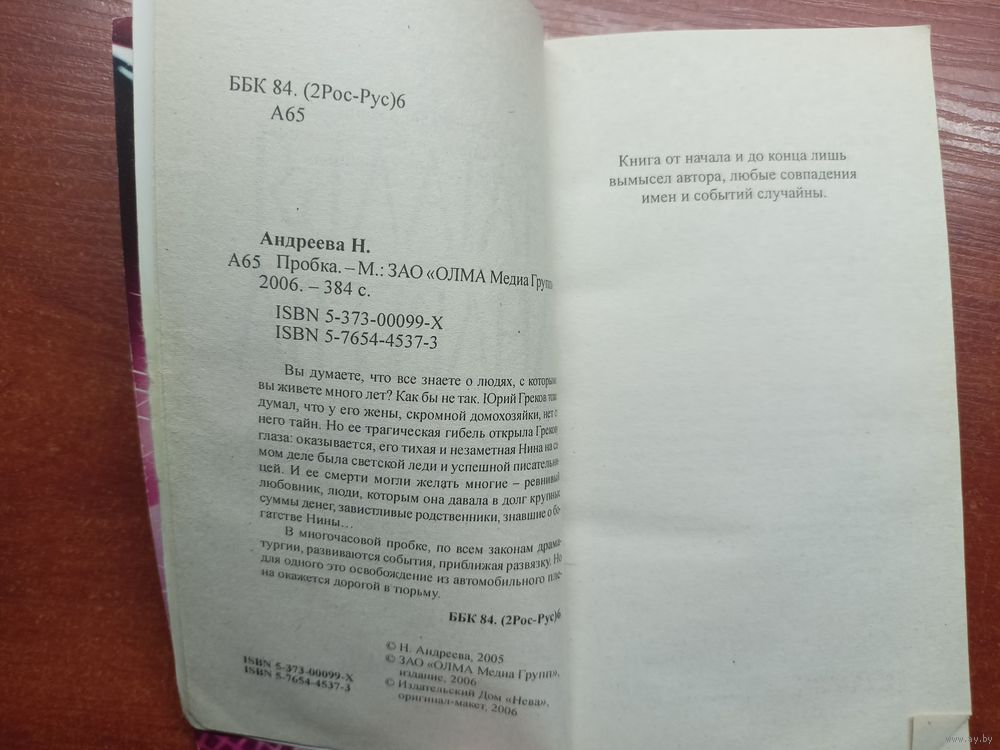 ББК 84. (2Рос-Рус)6
А65
Андреева Н.
А65 Пробка. – М.: ЗАО «ОЛМА Медиа Групп
2006. – 384 с.
ISBN 5-373-00099-X
ISBN 5-7654-4537-3
Вы думаете, что все знаете о людях, с которыми
вы живете много лет? Как бы не так. Юрий Греков тоже
думал, что у его жены, скромной домохозяйки, нет от
него тайн. Но ее трагическая гибель открыла Грекову
глаза: оказывается, его тихая и незаметная Нина на са-
мом деле была светской леди и успешной писательни-
цей. И ее смерти могли желать многие – ревнивый
любовник, люди, которым она давала в долг крупные
суммы денег, завистливые родственники, знавшие о бо-
гатстве Нины...
В многочасовой пробке, по всем законам драма-
тургии, развиваются события, приближая развязку. Но
для одного это освобождение из автомобильного пле-
на окажется дорогой в тюрьму.
ББК 84. (2Рос-Рус)6
© Н. Андреева, 2005
© ЗАО «ОЛМА Медиа Групп»,
издание, 2006
© Издательский Дом «Нева»,
оригинал-макет, 2006
ISBN 5-373-00099-X
ISBN 5-7654-4537-3
Книга от начала и до конца лишь
вымысел автора, любые совпадения
имен и событий случайны.
www.ay.by